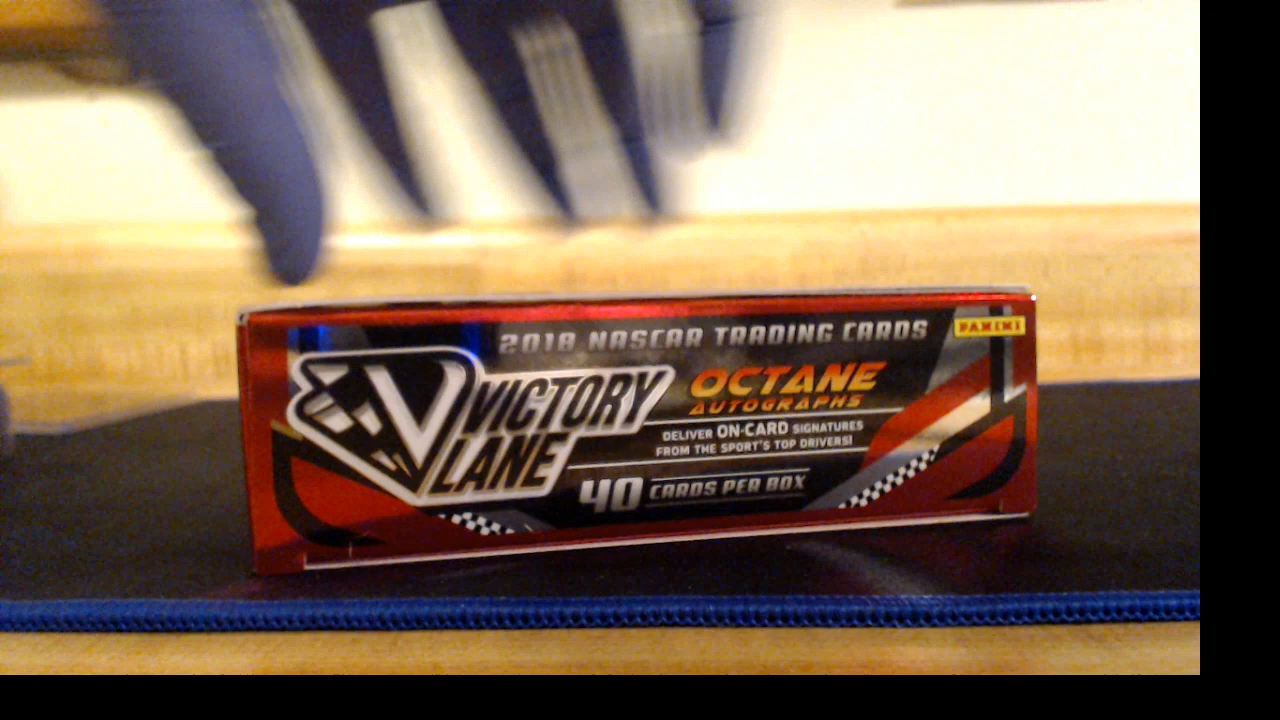 2018 NASCAR TRADING CARDS
PANINI
V VICTORY LANE
OCTANE
AUTOGRAPHS
DELIVER ON-CARD SIGNATURES
FROM THE SPORT'S TOP DRIVERS!
40 CARDS PER BOX